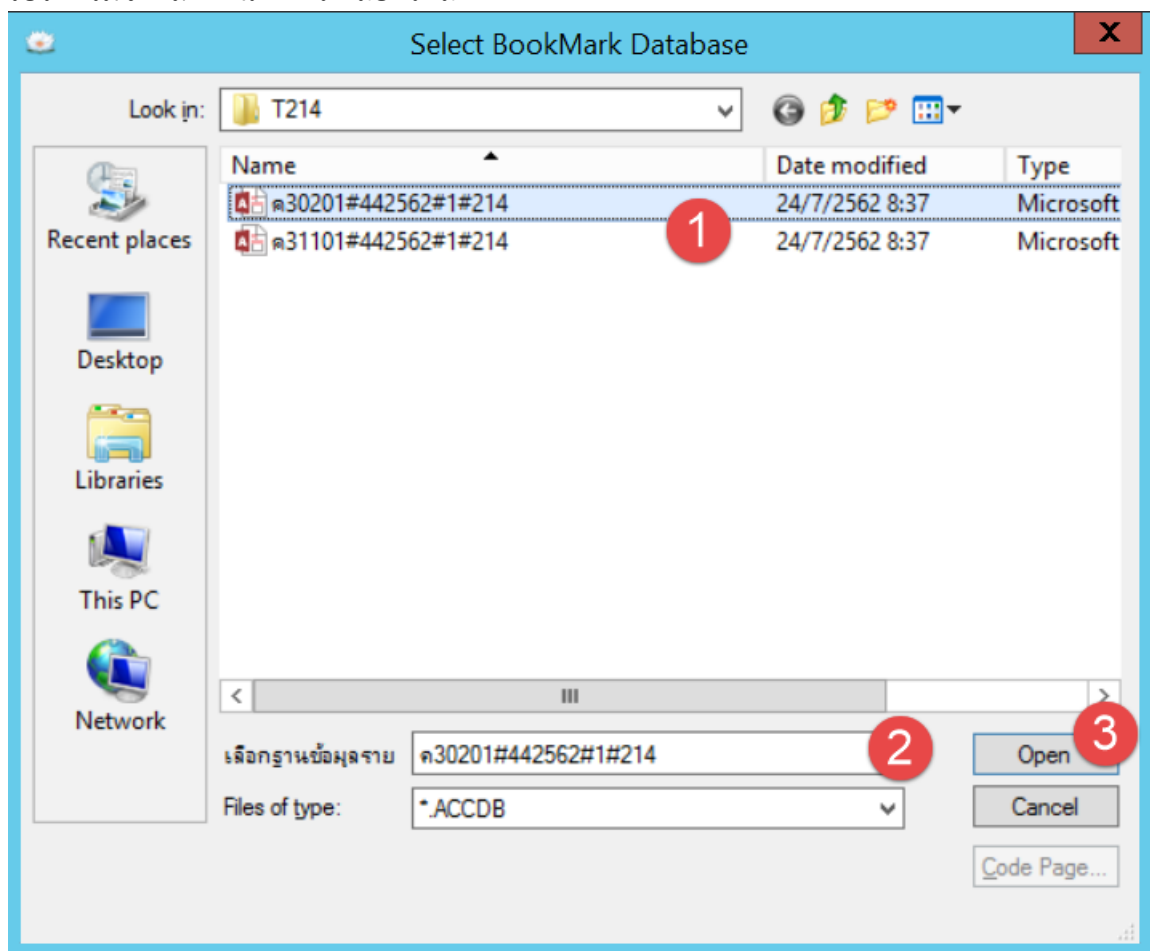 Select BookMark Database
X
Look in: T214
Name Date modified Type
ค30201#442562#1#214 24/7/2562 8:37 Microsoft
1
ค31101#442562#1#214 24/7/2562 8:37 Microsoft
Recent places
Desktop
Libraries
This PC
Network
เลือกฐานข้อมูลราย ค30201#442562#1#214 2 Open 3
Files of type: *.ACCDB Cancel
Code Page...